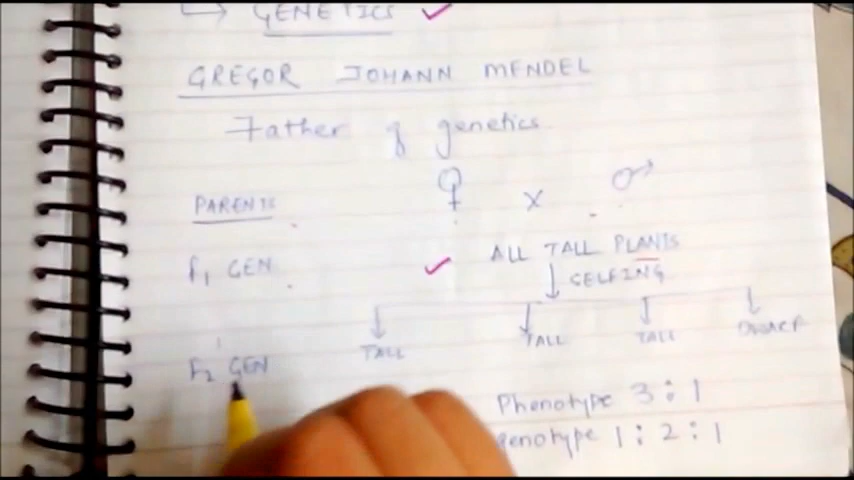 GENETICS
GREGOR JOHANN MENDEL
Father of genetics
PARENTS ♀ X ♂
F1 GEN ALL TALL PLANTS
SELFING
TALL TALL TALL DWARF
F2 GEN
Phenotype 3:1
genotype 1:2:1